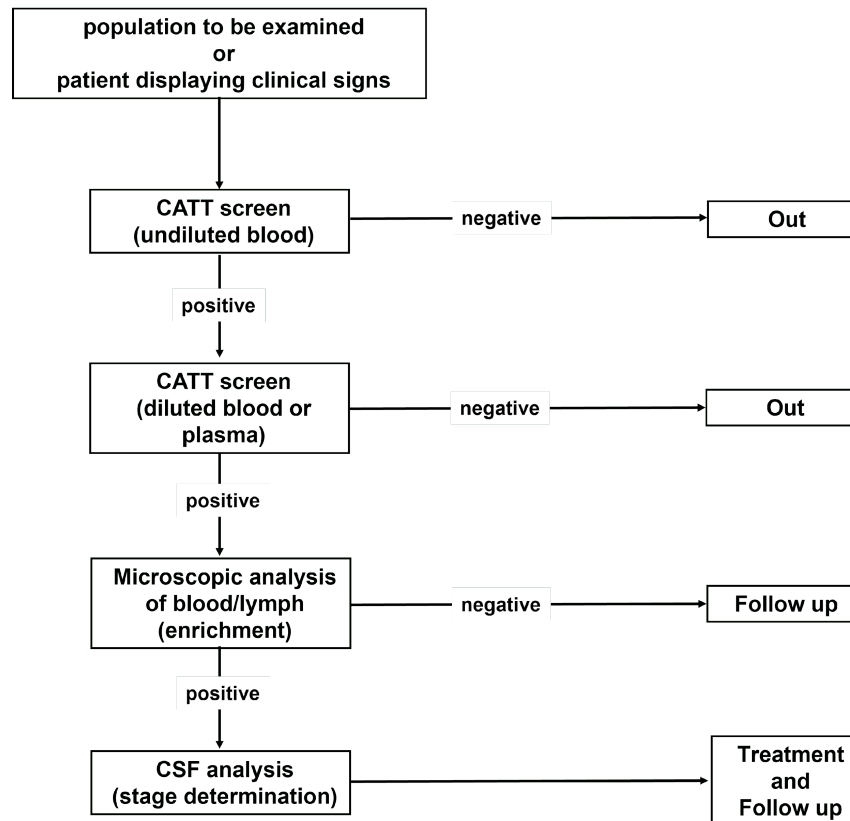 population to be examined
or
patient displaying clinical signs
CATT screen
(undiluted blood)
negative
Out
positive
CATT screen
(diluted blood or
plasma)
negative
Out
positive
Microscopic analysis
of blood/lymph
(enrichment)
negative
Follow up
positive
CSF analysis
(stage determination)
Treatment
and
Follow up